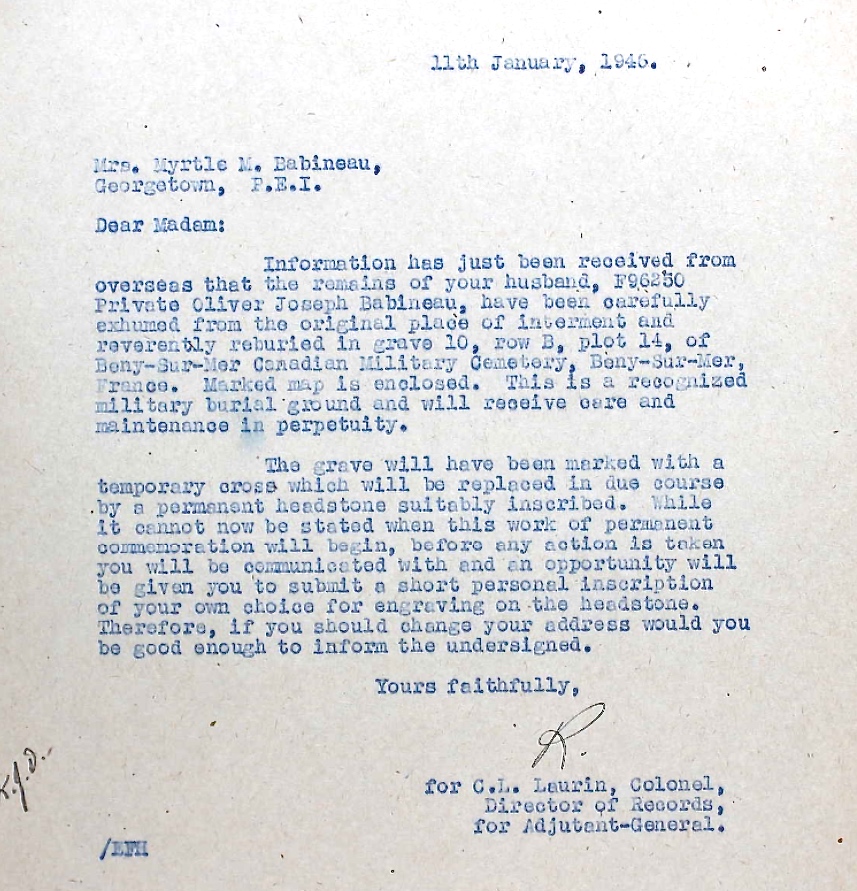 11th January, 1946.
Mrs. Myrtle M. Babineau,
Georgetown, P.E.I.
Dear Madam:
Information has just been received from
overseas that the remains of your husband, F96250
Private Oliver Joseph Babineau, have been carefully
exhumed from the original place of interment and
reverently reburied in grave 10, row B, plot 14, of
Beny-Sur-Mer Canadian Military Cemetery, Beny-Sur-Mer,
France. Marked map is enclosed. This is a recognized
military burial ground and will receive care and
maintenance in perpetuity.
The grave will have been marked with a
temporary cross which will be replaced in due course
by a permanent headstone suitably inscribed. While
it cannot now be stated when this work of permanent
commemoration will begin, before any action is taken
you will be communicated with and an opportunity will
be given you to submit a short personal inscription
of your own choice for engraving on the headstone.
Therefore, if you should change your address would you
be good enough to inform the undersigned.
Yours faithfully,
R.
for C.L. Laurin, Colonel,
Director of Records,
for Adjutant-General.
/EFH